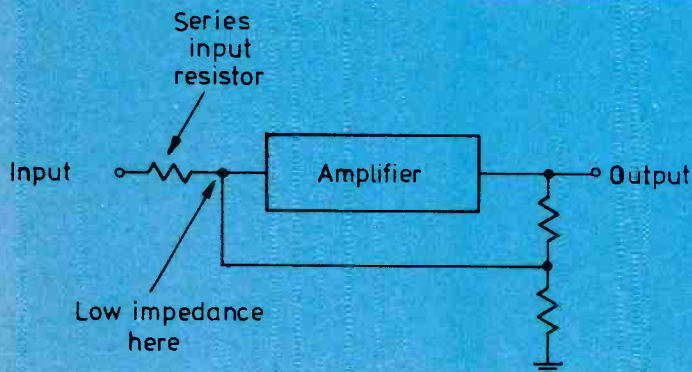 Series
input
resistor
Input
Amplifier
Output
Low impedance
here